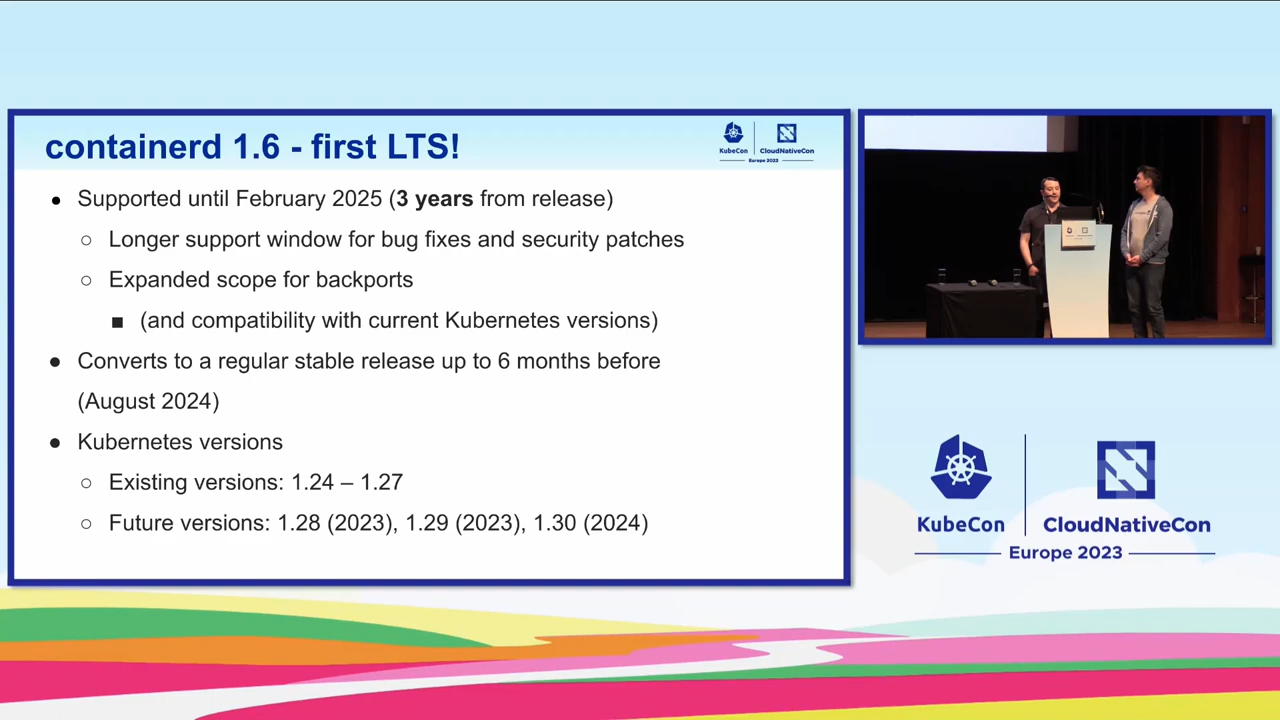 containerd 1.6 - first LTS!
KubeCon
CloudNativeCon
Europe 2023
● Supported until February 2025 (3 years from release)
○ Longer support window for bug fixes and security patches
○ Expanded scope for backports
■ (and compatibility with current Kubernetes versions)
● Converts to a regular stable release up to 6 months before
(August 2024)
● Kubernetes versions
○ Existing versions: 1.24 – 1.27
○ Future versions: 1.28 (2023), 1.29 (2023), 1.30 (2024)
KubeCon
CloudNativeCon
Europe 2023